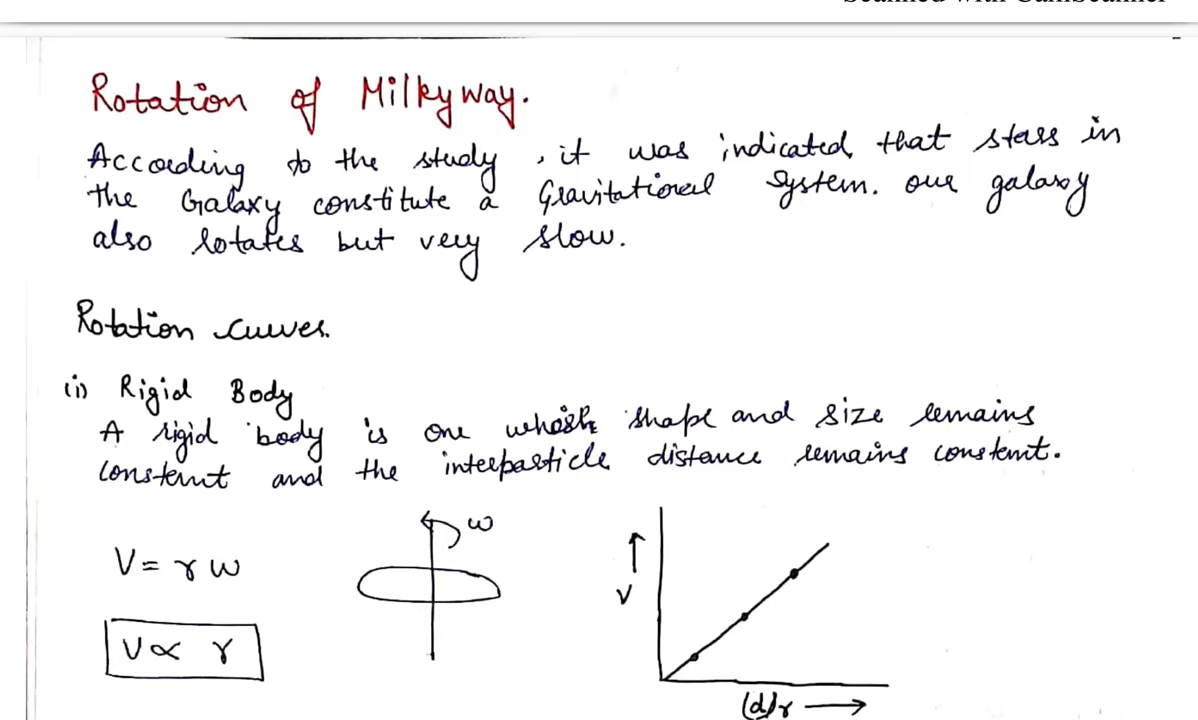 Rotation of Milkyway.
According to the study, it was indicated that stars in
the Galaxy constitute a Gravitational System. our galaxy
also rotates but very slow.
Rotation curves.
(i) Rigid Body
A rigid body is one whose shape and size remains
constant and the interparticle distance remains constant.
V = r ω
ω
V ∝ r
↑
V
(d)r →